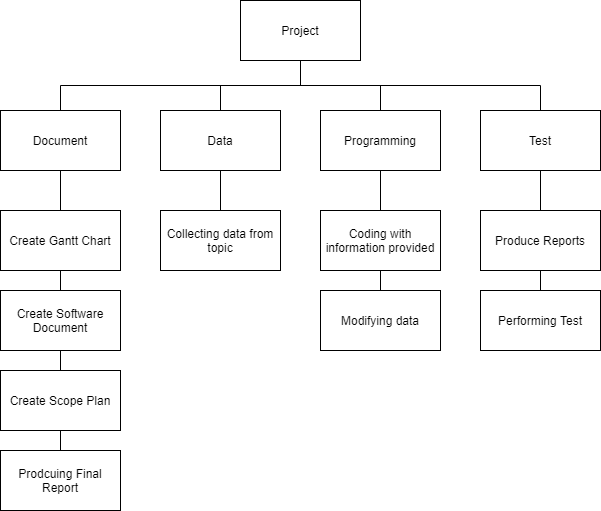 Project
Document
Data
Programming
Test
Create Gantt Chart
Collecting data from
topic
Coding with
information provided
Produce Reports
Create Software
Document
Modifying data
Performing Test
Create Scope Plan
Prodcuing Final
Report